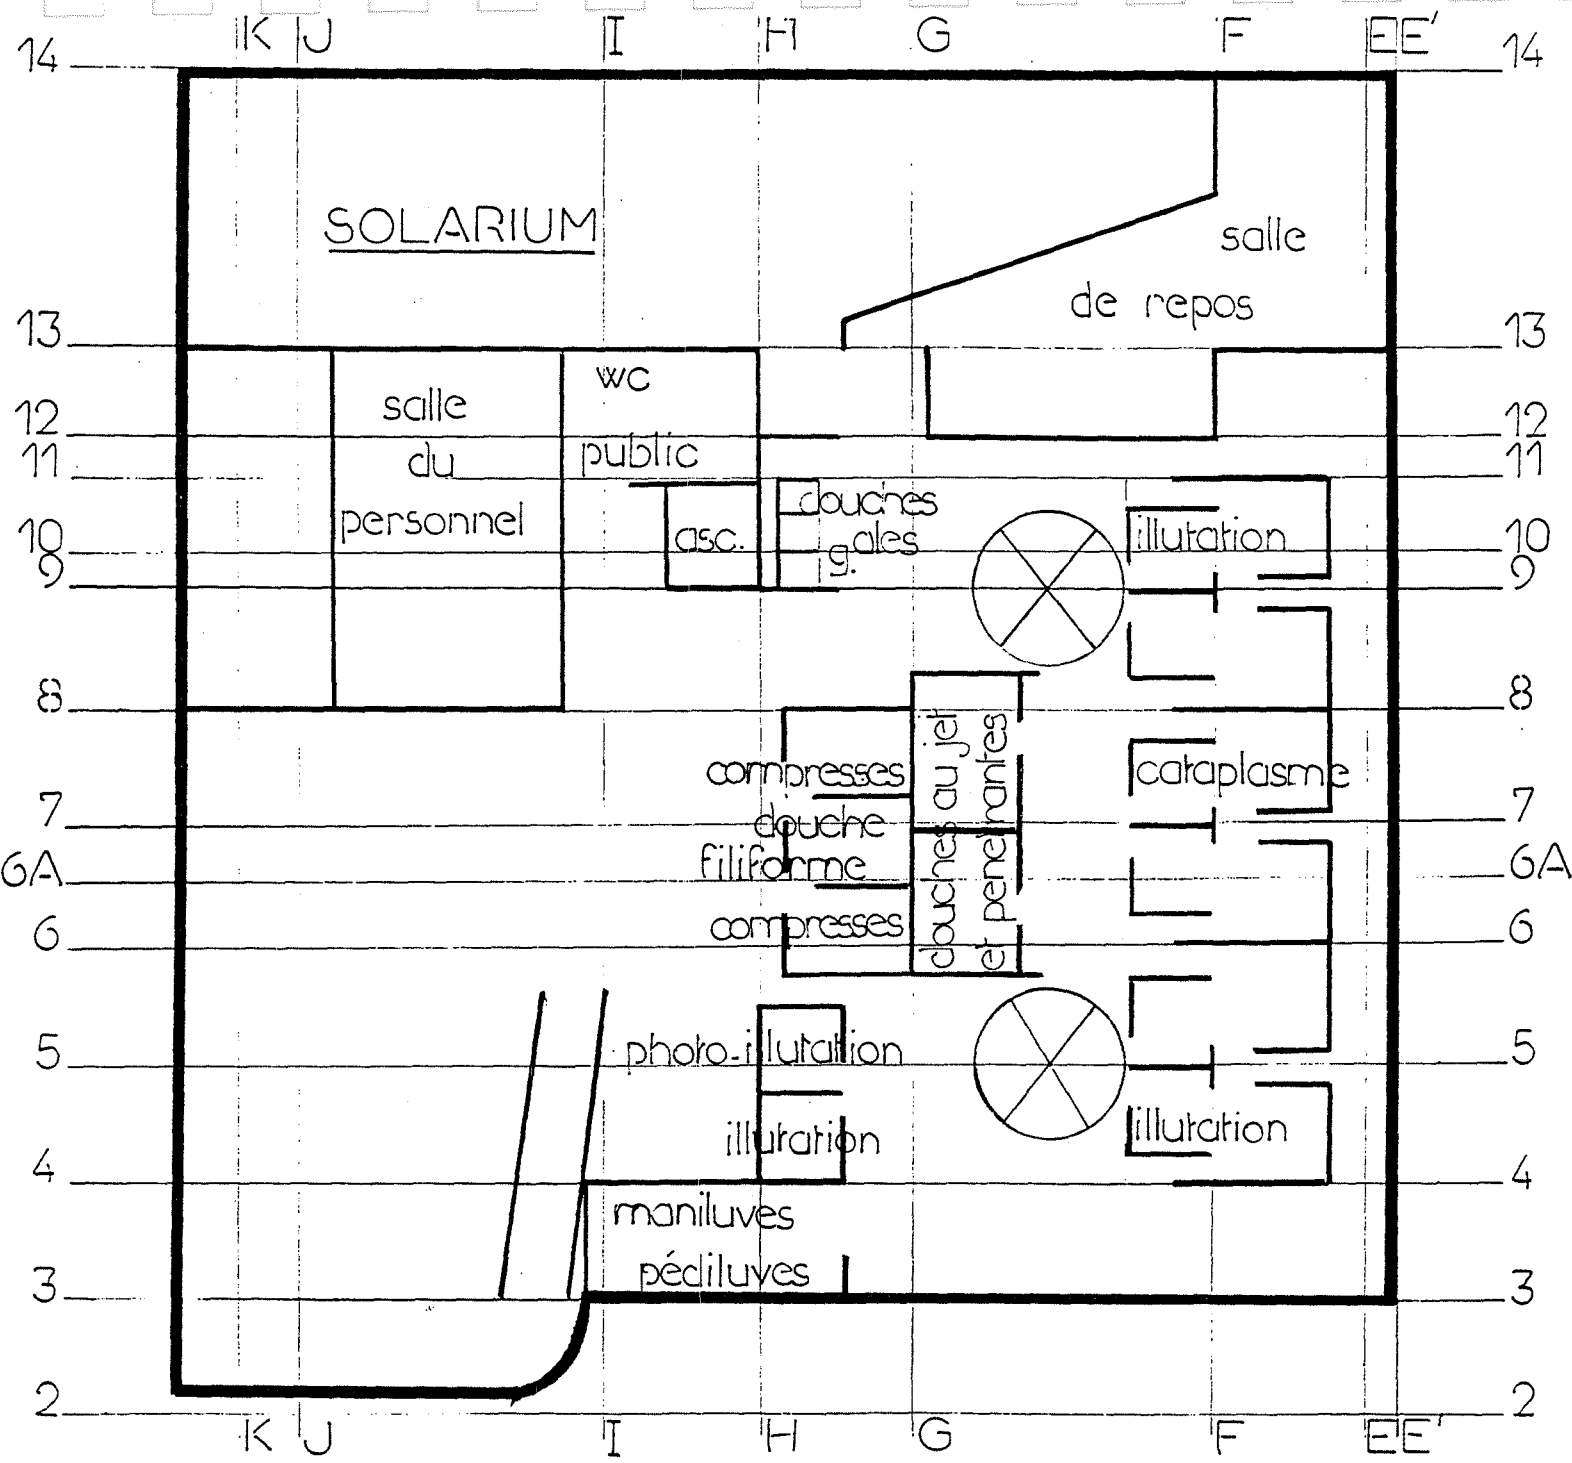 K J I H G F E E'
14 14
SOLARIUM
salle
de repos
13 13
wc
salle
12 12
public
du
11 11
douches
personnel
asc.
g.ales
illutation
10 10
9 9
8 8
compresses
douches au jet
et penetrantes
cataplasme
7 7
douche
filiforme
6A 6A
compresses
6 6
photo-illutation
5 5
illutation
illutation
4 4
maniluves
pédiluves
3 3
2 2
K J I H G F E E'